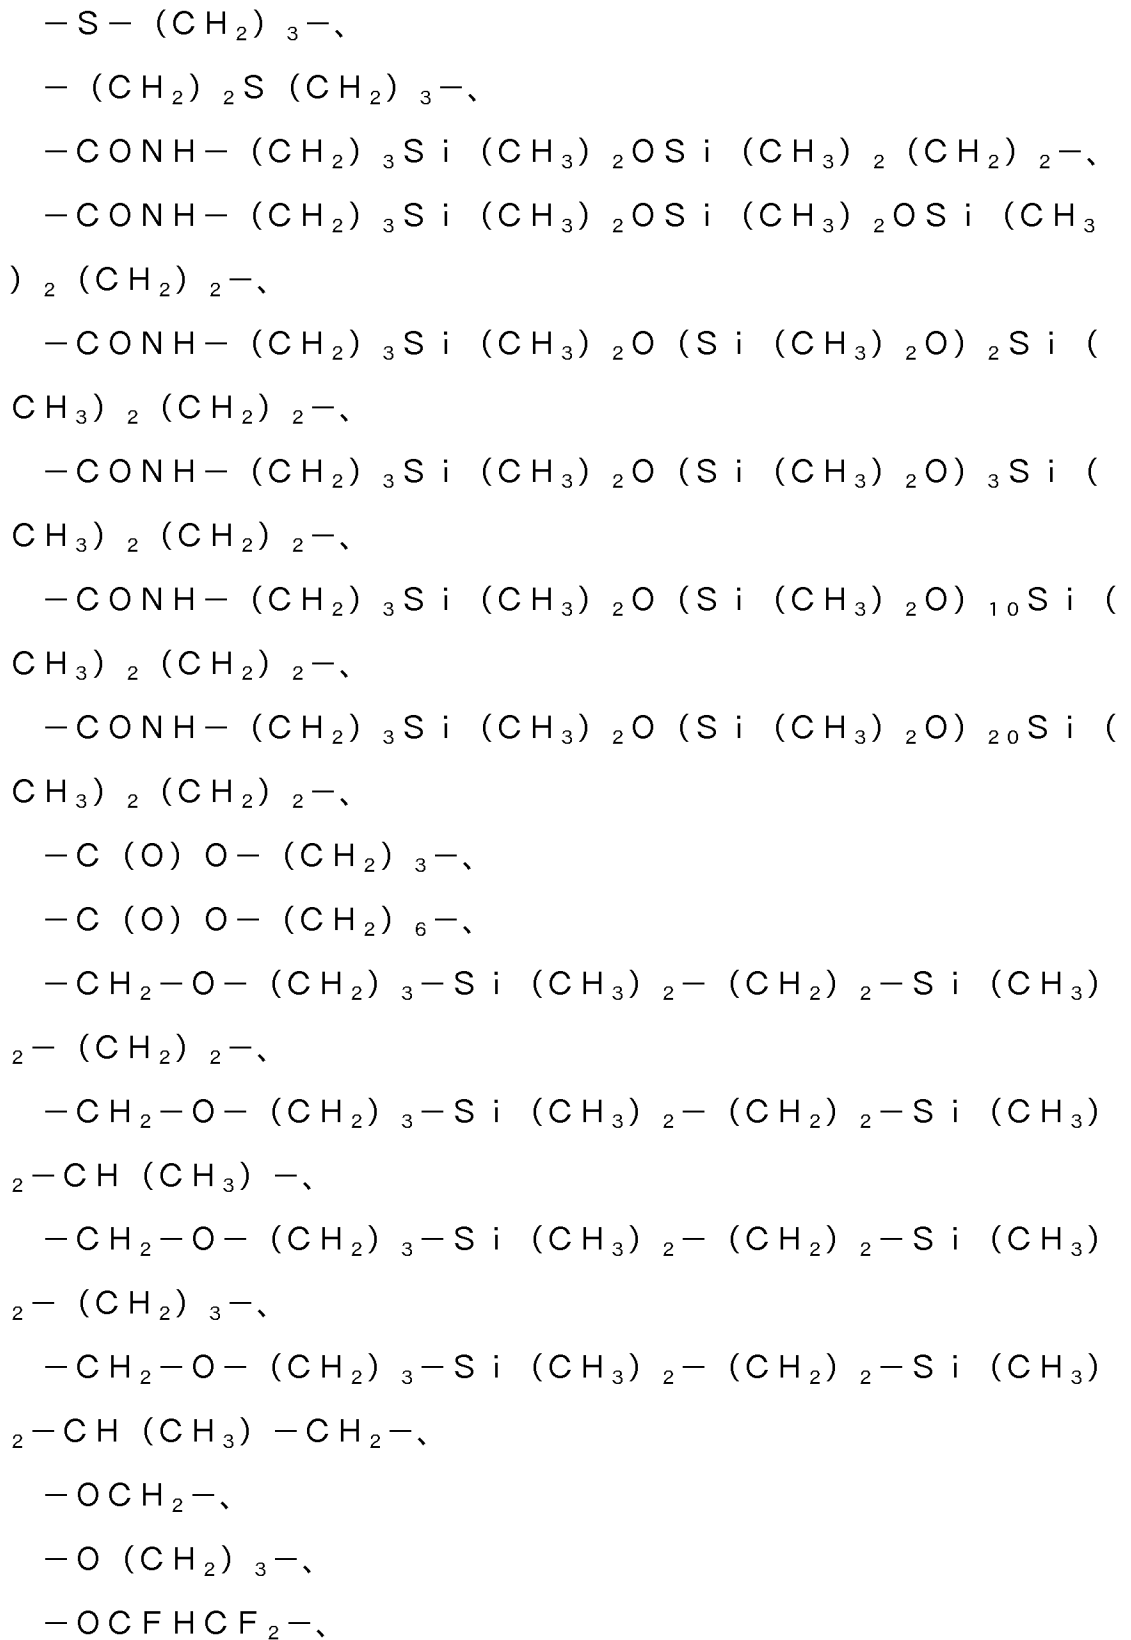 －Ｓ－（ＣＨ₂）₃－、
－（ＣＨ₂）₂Ｓ（ＣＨ₂）₃－、
－ＣＯＮＨ－（ＣＨ₂）₃Ｓｉ（ＣＨ₃）₂ＯＳｉ（ＣＨ₃）₂（ＣＨ₂）₂－、
－ＣＯＮＨ－（ＣＨ₂）₃Ｓｉ（ＣＨ₃）₂ＯＳｉ（ＣＨ₃）₂ＯＳｉ（ＣＨ₃
）₂（ＣＨ₂）₂－、
－ＣＯＮＨ－（ＣＨ₂）₃Ｓｉ（ＣＨ₃）₂Ｏ（Ｓｉ（ＣＨ₃）₂Ｏ）₂Ｓｉ（
ＣＨ₃）₂（ＣＨ₂）₂－、
－ＣＯＮＨ－（ＣＨ₂）₃Ｓｉ（ＣＨ₃）₂Ｏ（Ｓｉ（ＣＨ₃）₂Ｏ）₃Ｓｉ（
ＣＨ₃）₂（ＣＨ₂）₂－、
－ＣＯＮＨ－（ＣＨ₂）₃Ｓｉ（ＣＨ₃）₂Ｏ（Ｓｉ（ＣＨ₃）₂Ｏ）₁₀Ｓｉ（
ＣＨ₃）₂（ＣＨ₂）₂－、
－ＣＯＮＨ－（ＣＨ₂）₃Ｓｉ（ＣＨ₃）₂Ｏ（Ｓｉ（ＣＨ₃）₂Ｏ）₂₀Ｓｉ（
ＣＨ₃）₂（ＣＨ₂）₂－、
－Ｃ（Ｏ）Ｏ－（ＣＨ₂）₃－、
－Ｃ（Ｏ）Ｏ－（ＣＨ₂）₆－、
－ＣＨ₂－Ｏ－（ＣＨ₂）₃－Ｓｉ（ＣＨ₃）₂－（ＣＨ₂）₂－Ｓｉ（ＣＨ₃）
₂－（ＣＨ₂）₂－、
－ＣＨ₂－Ｏ－（ＣＨ₂）₃－Ｓｉ（ＣＨ₃）₂－（ＣＨ₂）₂－Ｓｉ（ＣＨ₃）
₂－ＣＨ（ＣＨ₃）－、
－ＣＨ₂－Ｏ－（ＣＨ₂）₃－Ｓｉ（ＣＨ₃）₂－（ＣＨ₂）₂－Ｓｉ（ＣＨ₃）
₂－（ＣＨ₂）₃－、
－ＣＨ₂－Ｏ－（ＣＨ₂）₃－Ｓｉ（ＣＨ₃）₂－（ＣＨ₂）₂－Ｓｉ（ＣＨ₃）
₂－ＣＨ（ＣＨ₃）－ＣＨ₂－、
－ＯＣＨ₂－、
－Ｏ（ＣＨ₂）₃－、
－ＯＣＦＨＣＦ₂－、